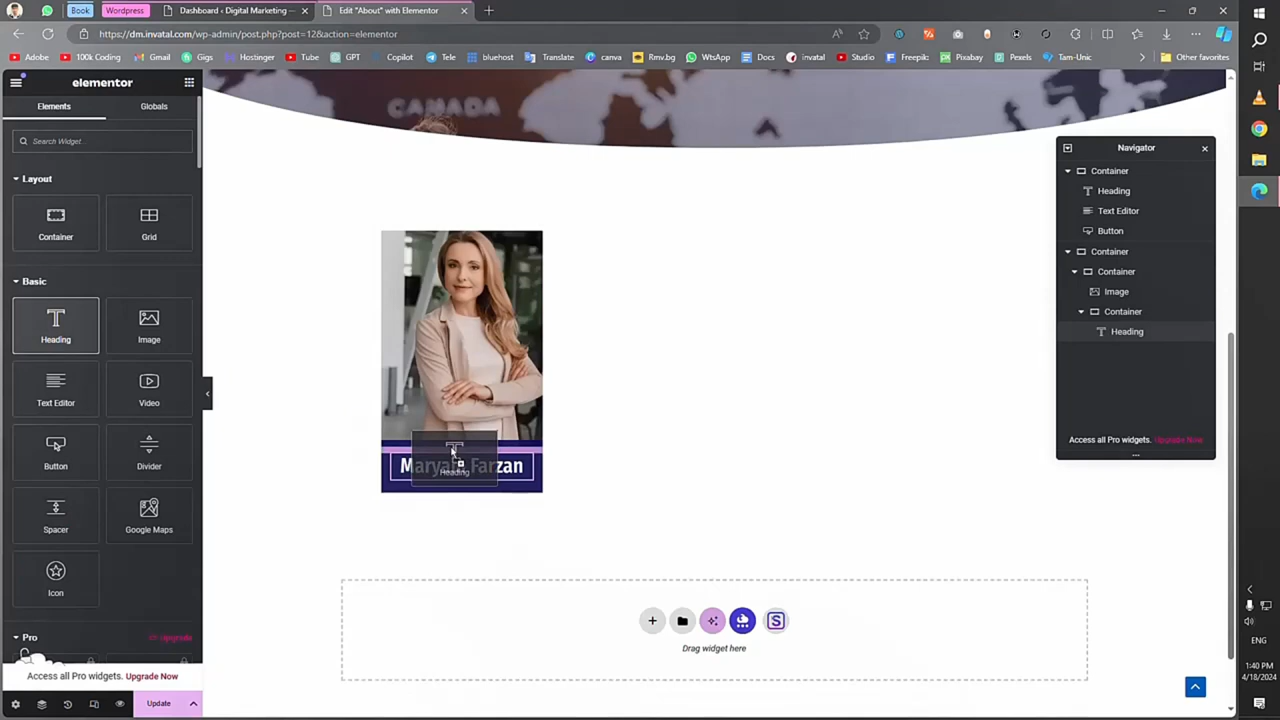 Book
Wordpress
Dashboard ‹ Digital Marketing —
Edit "About" with Elementor
https://dm.invatal.com/wp-admin/post.php?post=12&action=elementor
Adobe
100k Coding
Gmail
Gigs
Hostinger
Tube
GPT
Copilot
Tele
bluehost
Translate
canva
Rmv.bg
WtsApp
Docs
invatal
Studio
Freepik
Pixabay
Pexels
Tam-Unic
Other favorites
elementor
Elements
Globals
Search Widget...
Layout
Container
Grid
Basic
Heading
Image
Text Editor
Video
Button
Divider
Spacer
Google Maps
Icon
Pro
Upgrade
Access all Pro widgets. Upgrade Now
Update
CANADA
Heading
Farzan
Drag widget here
Navigator
Container
Heading
Text Editor
Button
Container
Container
Image
Container
Heading
Access all Pro widgets. Upgrade Now
ENG
1:40 PM
4/18/2024